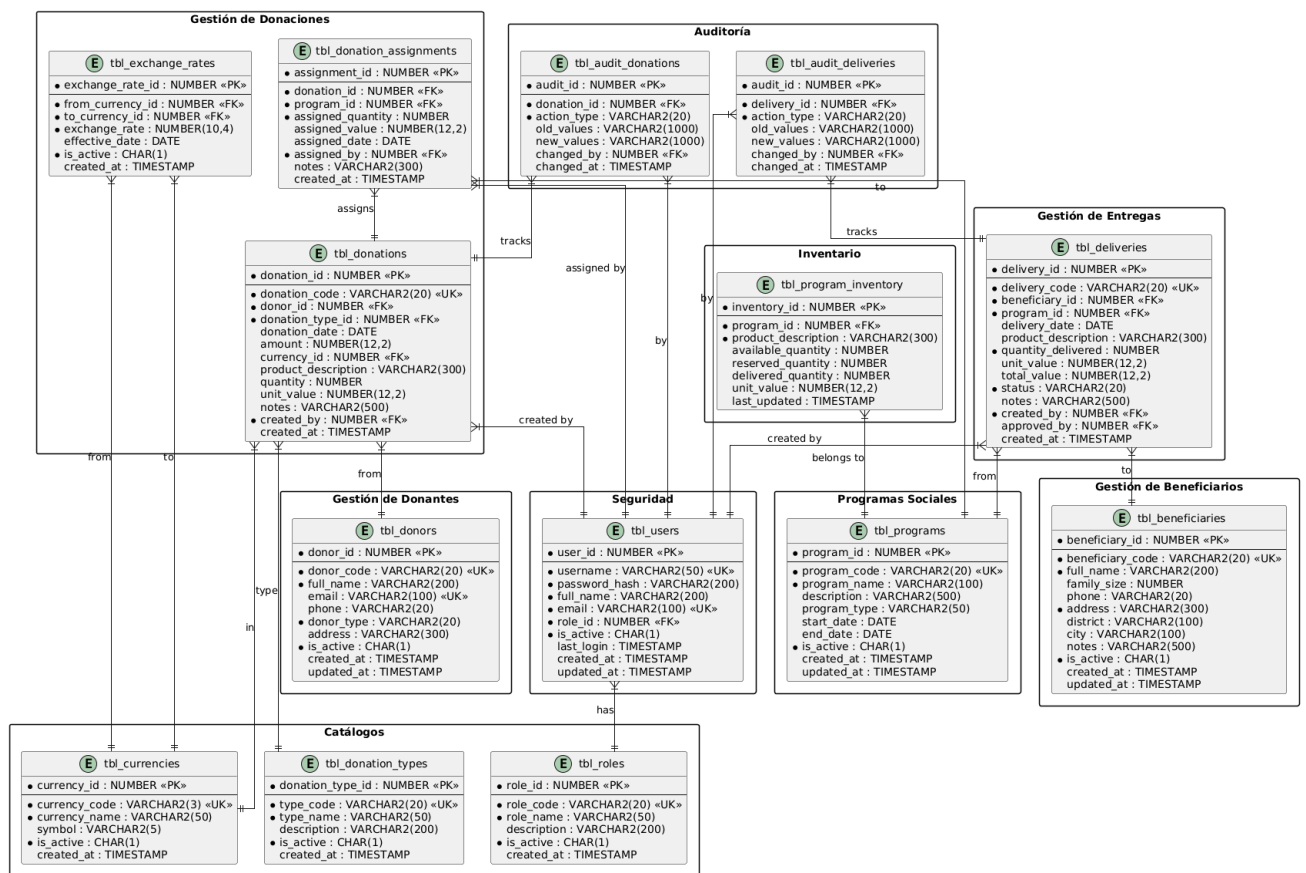 Gestión de Donaciones
E tbl_exchange_rates
exchange_rate_id : NUMBER «PK»
from_currency_id : NUMBER «FK»
to_currency_id : NUMBER «FK»
exchange_rate : NUMBER(10,4)
effective_date : DATE
is_active : CHAR(1)
created_at : TIMESTAMP
E tbl_donation_assignments
assignment_id : NUMBER «PK»
donation_id : NUMBER «FK»
program_id : NUMBER «FK»
assigned_quantity : NUMBER
assigned_value : NUMBER(12,2)
assigned_date : DATE
assigned_by : NUMBER «FK»
notes : VARCHAR2(300)
created_at : TIMESTAMP
Auditoría
E tbl_audit_donations
audit_id : NUMBER «PK»
donation_id : NUMBER «FK»
action_type : VARCHAR2(20)
old_values : VARCHAR2(1000)
new_values : VARCHAR2(1000)
changed_by : NUMBER «FK»
changed_at : TIMESTAMP
E tbl_audit_deliveries
audit_id : NUMBER «PK»
delivery_id : NUMBER «FK»
action_type : VARCHAR2(20)
old_values : VARCHAR2(1000)
new_values : VARCHAR2(1000)
changed_by : NUMBER «FK»
changed_at : TIMESTAMP
to
assigns
tracks
tracks
assigned by
by
by
E tbl_donations
donation_id : NUMBER «PK»
donation_code : VARCHAR2(20) «UK»
donor_id : NUMBER «FK»
donation_type_id : NUMBER «FK»
donation_date : DATE
amount : NUMBER(12,2)
currency_id : NUMBER «FK»
product_description : VARCHAR2(300)
quantity : NUMBER
unit_value : NUMBER(12,2)
notes : VARCHAR2(500)
created_by : NUMBER «FK»
created_at : TIMESTAMP
Inventario
E tbl_program_inventory
inventory_id : NUMBER «PK»
program_id : NUMBER «FK»
product_description : VARCHAR2(300)
available_quantity : NUMBER
reserved_quantity : NUMBER
delivered_quantity : NUMBER
unit_value : NUMBER(12,2)
last_updated : TIMESTAMP
Gestión de Entregas
E tbl_deliveries
delivery_id : NUMBER «PK»
delivery_code : VARCHAR2(20) «UK»
beneficiary_id : NUMBER «FK»
program_id : NUMBER «FK»
delivery_date : DATE
product_description : VARCHAR2(300)
quantity_delivered : NUMBER
unit_value : NUMBER(12,2)
total_value : NUMBER(12,2)
status : VARCHAR2(20)
notes : VARCHAR2(500)
created_by : NUMBER «FK»
approved_by : NUMBER «FK»
created_at : TIMESTAMP
created by
created by
from
to
from
belongs to
from
to
Gestión de Donantes
E tbl_donors
donor_id : NUMBER «PK»
donor_code : VARCHAR2(20) «UK»
full_name : VARCHAR2(200)
email : VARCHAR2(100) «UK»
phone : VARCHAR2(20)
donor_type : VARCHAR2(20)
address : VARCHAR2(300)
is_active : CHAR(1)
created_at : TIMESTAMP
updated_at : TIMESTAMP
Seguridad
E tbl_users
user_id : NUMBER «PK»
username : VARCHAR2(50) «UK»
password_hash : VARCHAR2(200)
full_name : VARCHAR2(200)
email : VARCHAR2(100) «UK»
role_id : NUMBER «FK»
is_active : CHAR(1)
last_login : TIMESTAMP
created_at : TIMESTAMP
updated_at : TIMESTAMP
Programas Sociales
E tbl_programs
program_id : NUMBER «PK»
program_code : VARCHAR2(20) «UK»
program_name : VARCHAR2(100)
description : VARCHAR2(500)
program_type : VARCHAR2(50)
start_date : DATE
end_date : DATE
is_active : CHAR(1)
created_at : TIMESTAMP
updated_at : TIMESTAMP
Gestión de Beneficiarios
E tbl_beneficiaries
beneficiary_id : NUMBER «PK»
beneficiary_code : VARCHAR2(20) «UK»
full_name : VARCHAR2(200)
family_size : NUMBER
phone : VARCHAR2(20)
address : VARCHAR2(300)
district : VARCHAR2(100)
city : VARCHAR2(100)
notes : VARCHAR2(500)
is_active : CHAR(1)
created_at : TIMESTAMP
updated_at : TIMESTAMP
type
in
has
Catálogos
E tbl_currencies
currency_id : NUMBER «PK»
currency_code : VARCHAR2(3) «UK»
currency_name : VARCHAR2(50)
symbol : VARCHAR2(5)
is_active : CHAR(1)
created_at : TIMESTAMP
E tbl_donation_types
donation_type_id : NUMBER «PK»
type_code : VARCHAR2(20) «UK»
type_name : VARCHAR2(50)
description : VARCHAR2(200)
is_active : CHAR(1)
created_at : TIMESTAMP
E tbl_roles
role_id : NUMBER «PK»
role_code : VARCHAR2(20) «UK»
role_name : VARCHAR2(50)
description : VARCHAR2(200)
is_active : CHAR(1)
created_at : TIMESTAMP